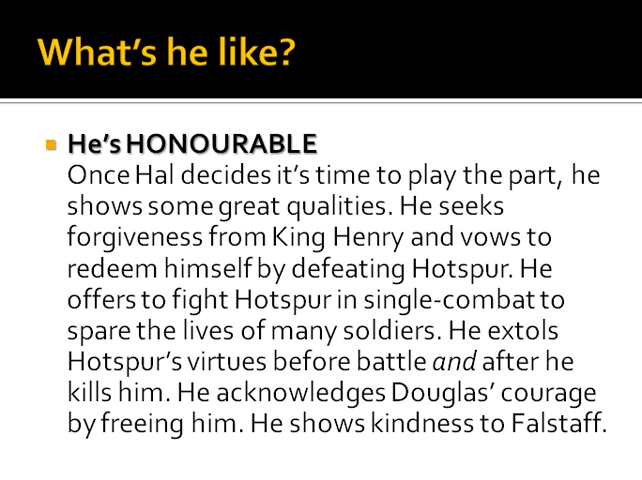 What's he like?
He's HONOURABLE
Once Hal decides it's time to play the part, he
shows some great qualities. He seeks
forgiveness from King Henry and vows to
redeem himself by defeating Hotspur. He
offers to fight Hotspur in single-combat to
spare the lives of many soldiers. He extols
Hotspur's virtues before battle and after he
kills him. He acknowledges Douglas' courage
by freeing him. He shows kindness to Falstaff.